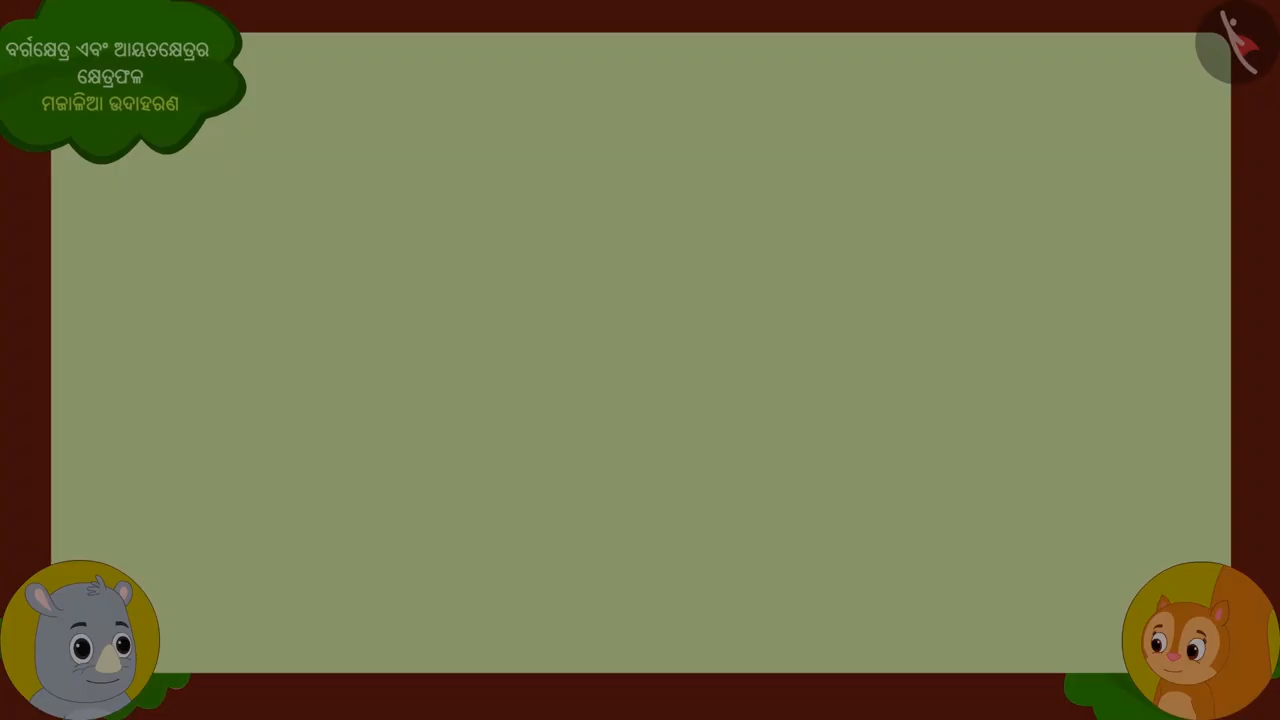 ବର୍ଗକ୍ଷେତ୍ର ଏବଂ ଆୟତକ୍ଷେତ୍ରର
କ୍ଷେତ୍ରଫଳ
ମଜାଳିଆ ଉଦାହରଣ